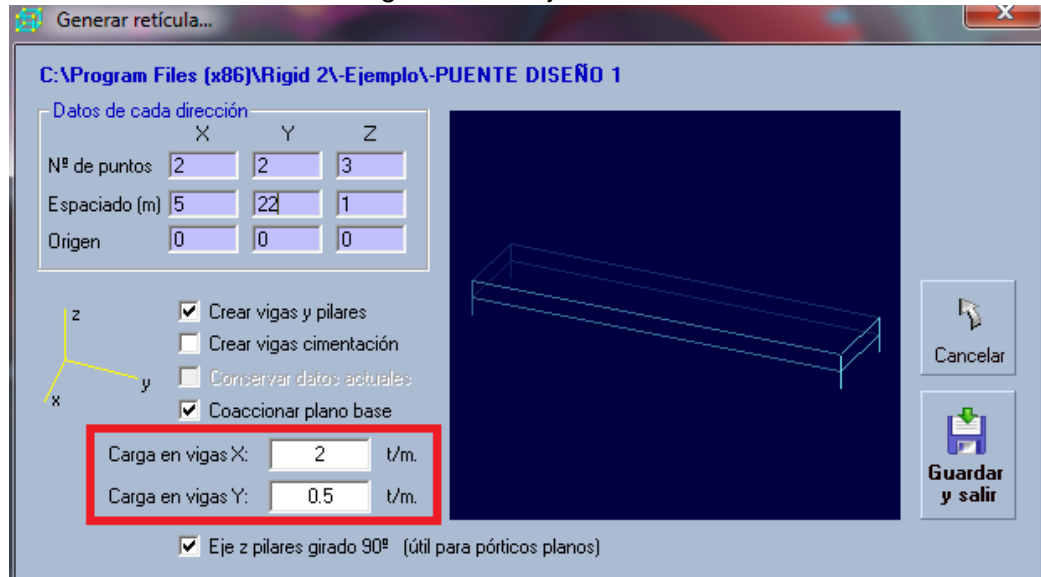 Generar retícula...
C:\Program Files (x86)\Rigid 2\-Ejemplo\-PUENTE DISEÑO 1
Datos de cada dirección
X Y Z
Nº de puntos 2 2 3
Espaciado (m) 5 22 1
Origen 0 0 0
z
y
x
Crear vigas y pilares
Crear vigas cimentación
Conservar datos actuales
Coaccionar plano base
Carga en vigas X: 2 t/m.
Carga en vigas Y: 0.5 t/m.
Eje z pilares girado 90º (útil para pórticos planos)
Cancelar
Guardar
y salir